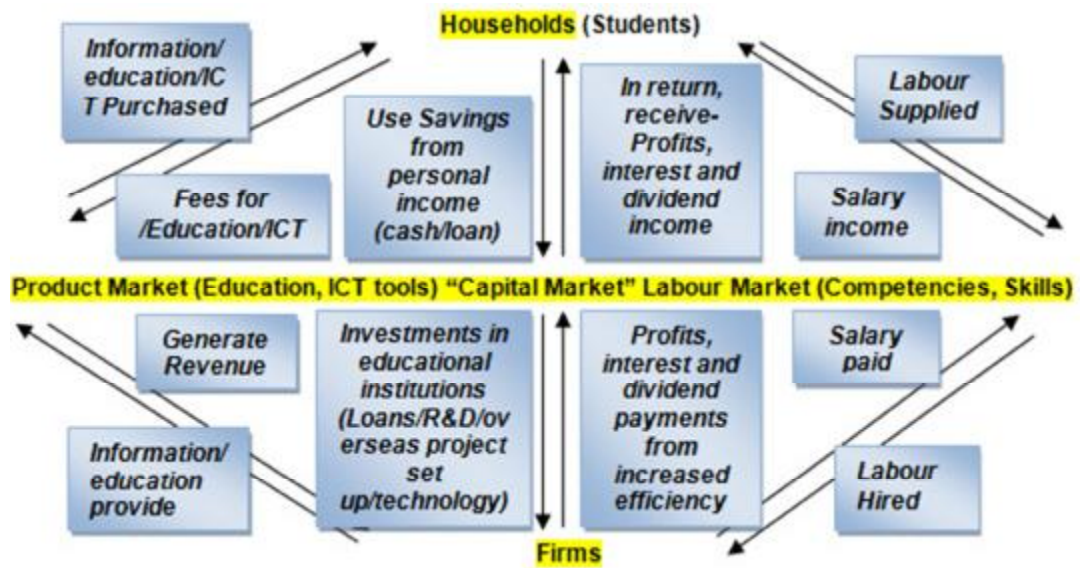 Households (Students)
Information/
education/IC
T Purchased
Fees for
/Education/ICT
Use Savings
from
personal
income
(cash/loan)
In return,
receive-
Profits,
interest and
dividend
income
Labour
Supplied
Salary
income
Product Market (Education, ICT tools) “Capital Market” Labour Market (Competencies, Skills)
Generate
Revenue
Information/
education
provide
Investments in
educational
institutions
(Loans/R&D/ov
erseas project
set
up/technology)
Profits,
interest and
dividend
payments
from
increased
efficiency
Salary
paid
Labour
Hired
Firms